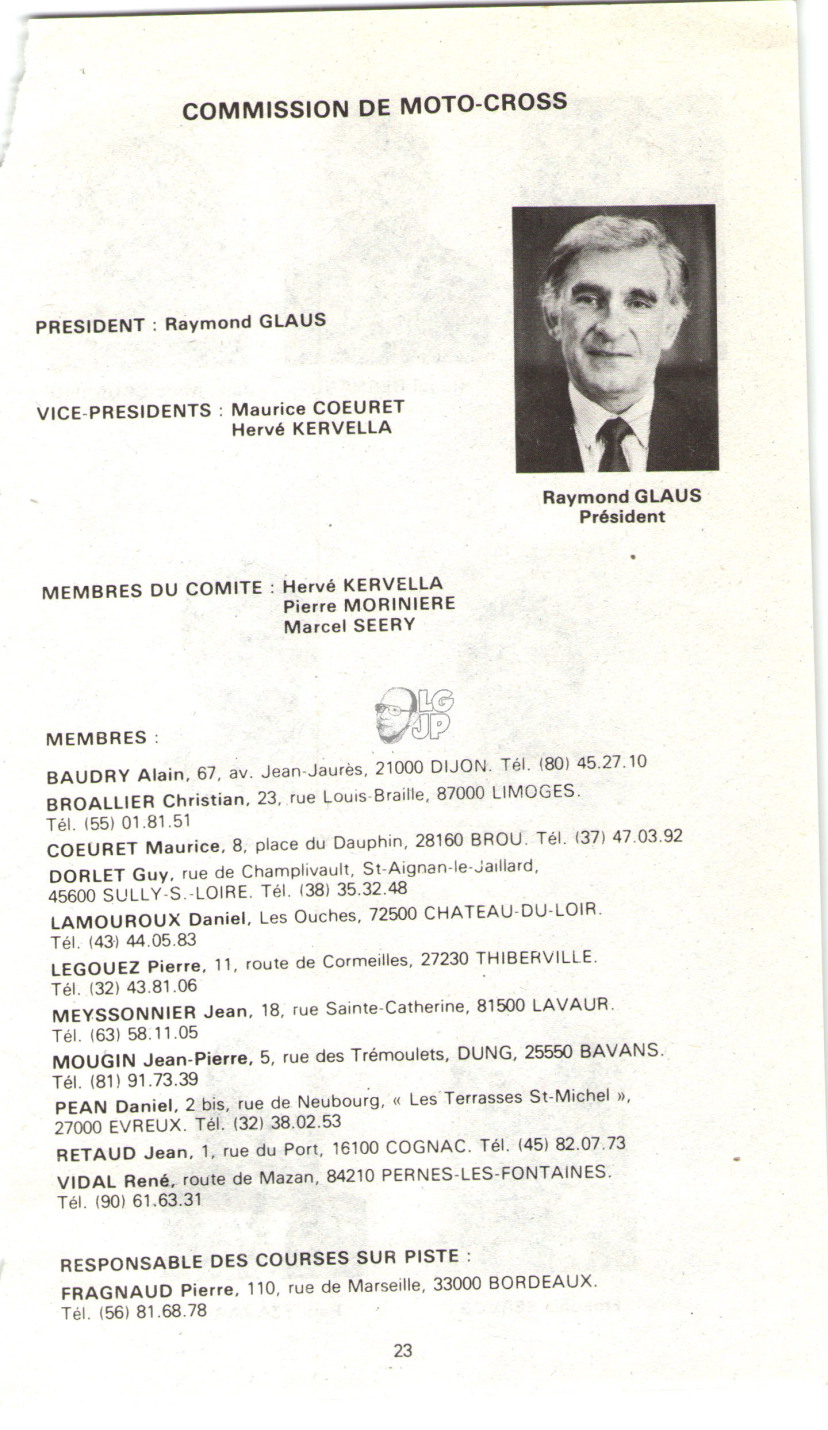 COMMISSION DE MOTO-CROSS
PRESIDENT : Raymond GLAUS
VICE-PRESIDENTS : Maurice COEURET
Hervé KERVELLA
Raymond GLAUS
Président
MEMBRES DU COMITE : Hervé KERVELLA
Pierre MORINIERE
Marcel SEERY
LG
JP
MEMBRES :
BAUDRY Alain, 67, av. Jean-Jaurès, 21000 DIJON. Tél. (80) 45.27.10
BROALLIER Christian, 23, rue Louis-Braille, 87000 LIMOGES.
Tél. (55) 01.81.51
COEURET Maurice, 8, place du Dauphin, 28160 BROU. Tél. (37) 47.03.92
DORLET Guy, rue de Champlivault, St-Aignan-le-Jaillard,
45600 SULLY-S.-LOIRE. Tél. (38) 35.32.48
LAMOUROUX Daniel, Les Ouches, 72500 CHATEAU-DU-LOIR.
Tél. (43) 44.05.83
LEGOUEZ Pierre, 11, route de Cormeilles, 27230 THIBERVILLE.
Tél. (32) 43.81.06
MEYSSONNIER Jean, 18, rue Sainte-Catherine, 81500 LAVAUR.
Tél. (63) 58.11.05
MOUGIN Jean-Pierre, 5, rue des Trémoulets, DUNG, 25550 BAVANS.
Tél. (81) 91.73.39
PEAN Daniel, 2 bis, rue de Neubourg, « Les Terrasses St-Michel »,
27000 EVREUX. Tél. (32) 38.02.53
RETAUD Jean, 1, rue du Port, 16100 COGNAC. Tél. (45) 82.07.73
VIDAL René, route de Mazan, 84210 PERNES-LES-FONTAINES.
Tél. (90) 61.63.31
RESPONSABLE DES COURSES SUR PISTE :
FRAGNAUD Pierre, 110, rue de Marseille, 33000 BORDEAUX.
Tél. (56) 81.68.78
23